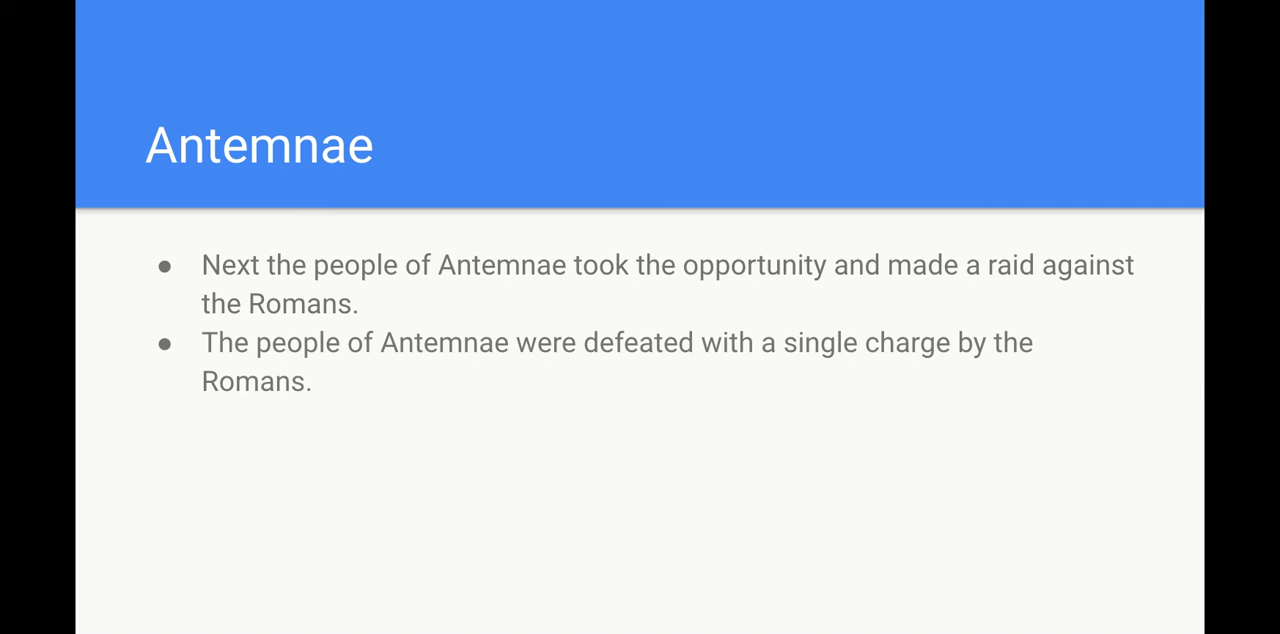 Antemnae
● Next the people of Antemnae took the opportunity and made a raid against
the Romans.
● The people of Antemnae were defeated with a single charge by the
Romans.